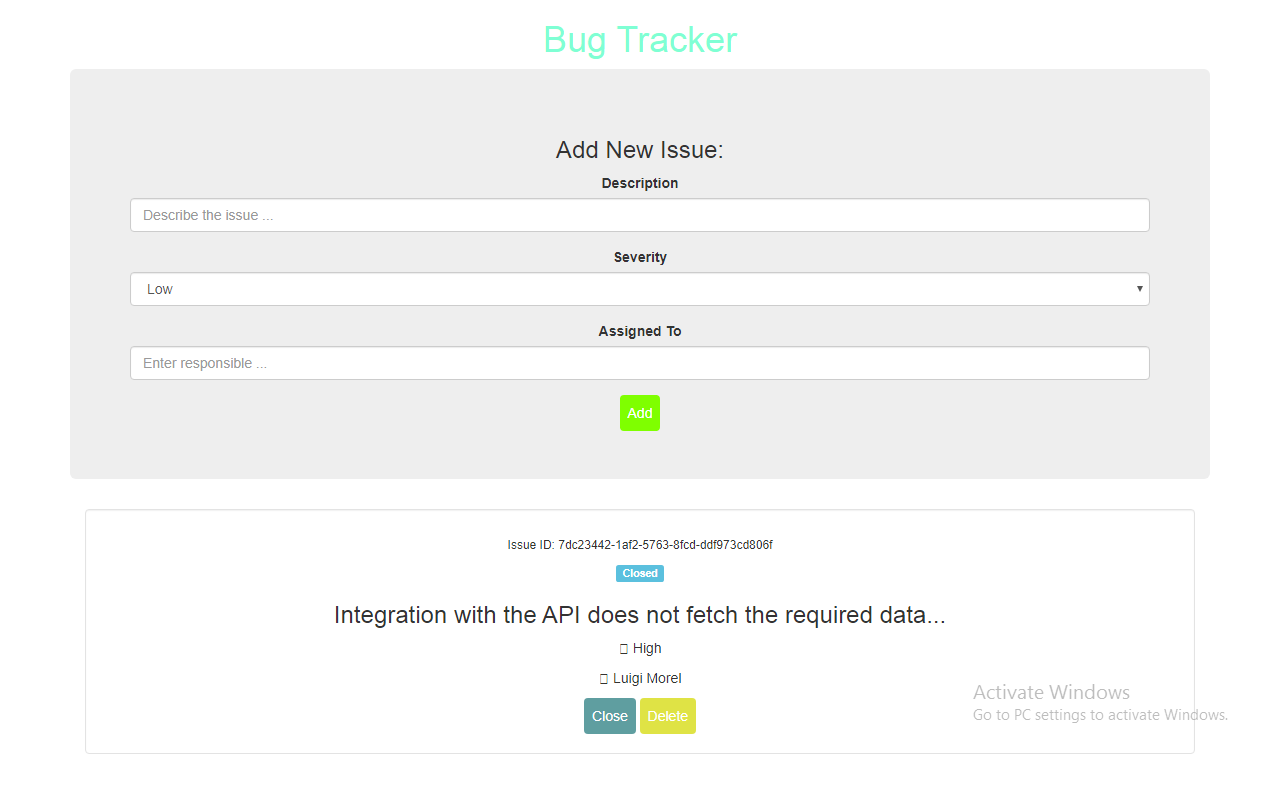 Bug Tracker
Add New Issue:
Description
Describe the issue ...
Severity
Low
Assigned To
Enter responsible ...
Add
Issue ID: 7dc23442-1af2-5763-8fcd-ddf973cd806f
Closed
Integration with the API does not fetch the required data...
High
Luigi Morel
Close Delete
Activate Windows
Go to PC settings to activate Windows.